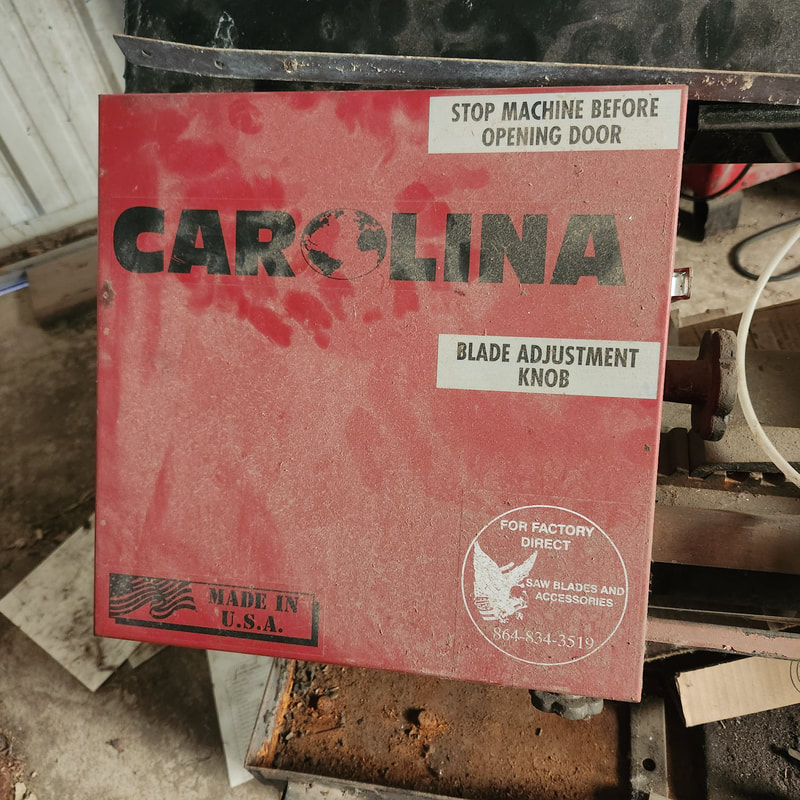 STOP MACHINE BEFORE
OPENING DOOR
CAROLINA
BLADE ADJUSTMENT
KNOB
FOR FACTORY
DIRECT
SAW BLADES AND
ACCESSORIES
864-834-3519
MADE IN
U.S.A.